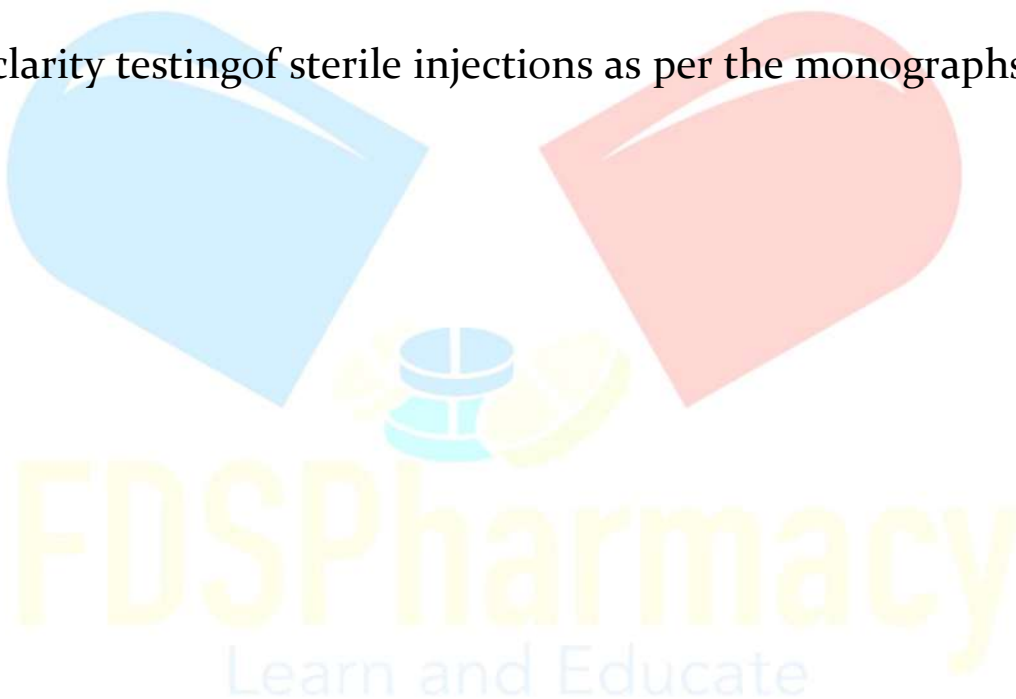 clarity testingof sterile injections as per the monographs
FDSPharmacy
Learn and Educate